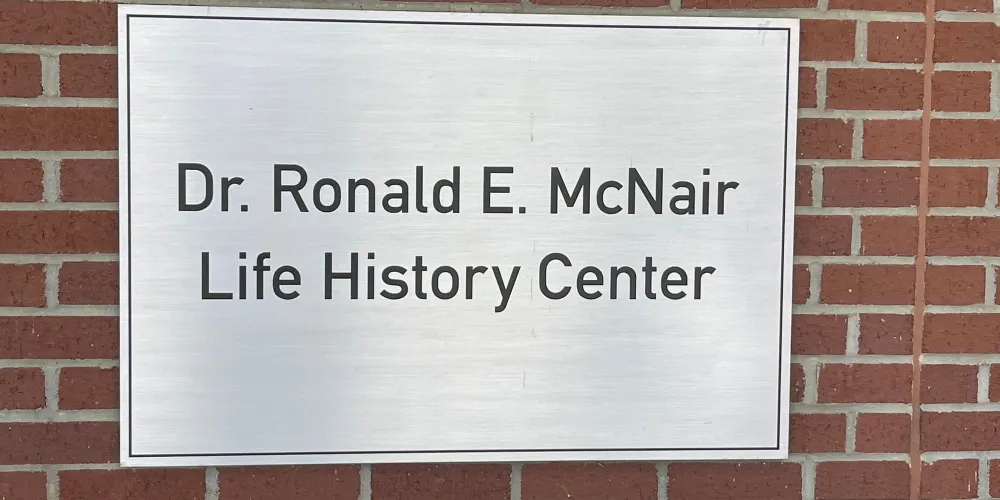 Dr. Ronald E. McNair
Life History Center